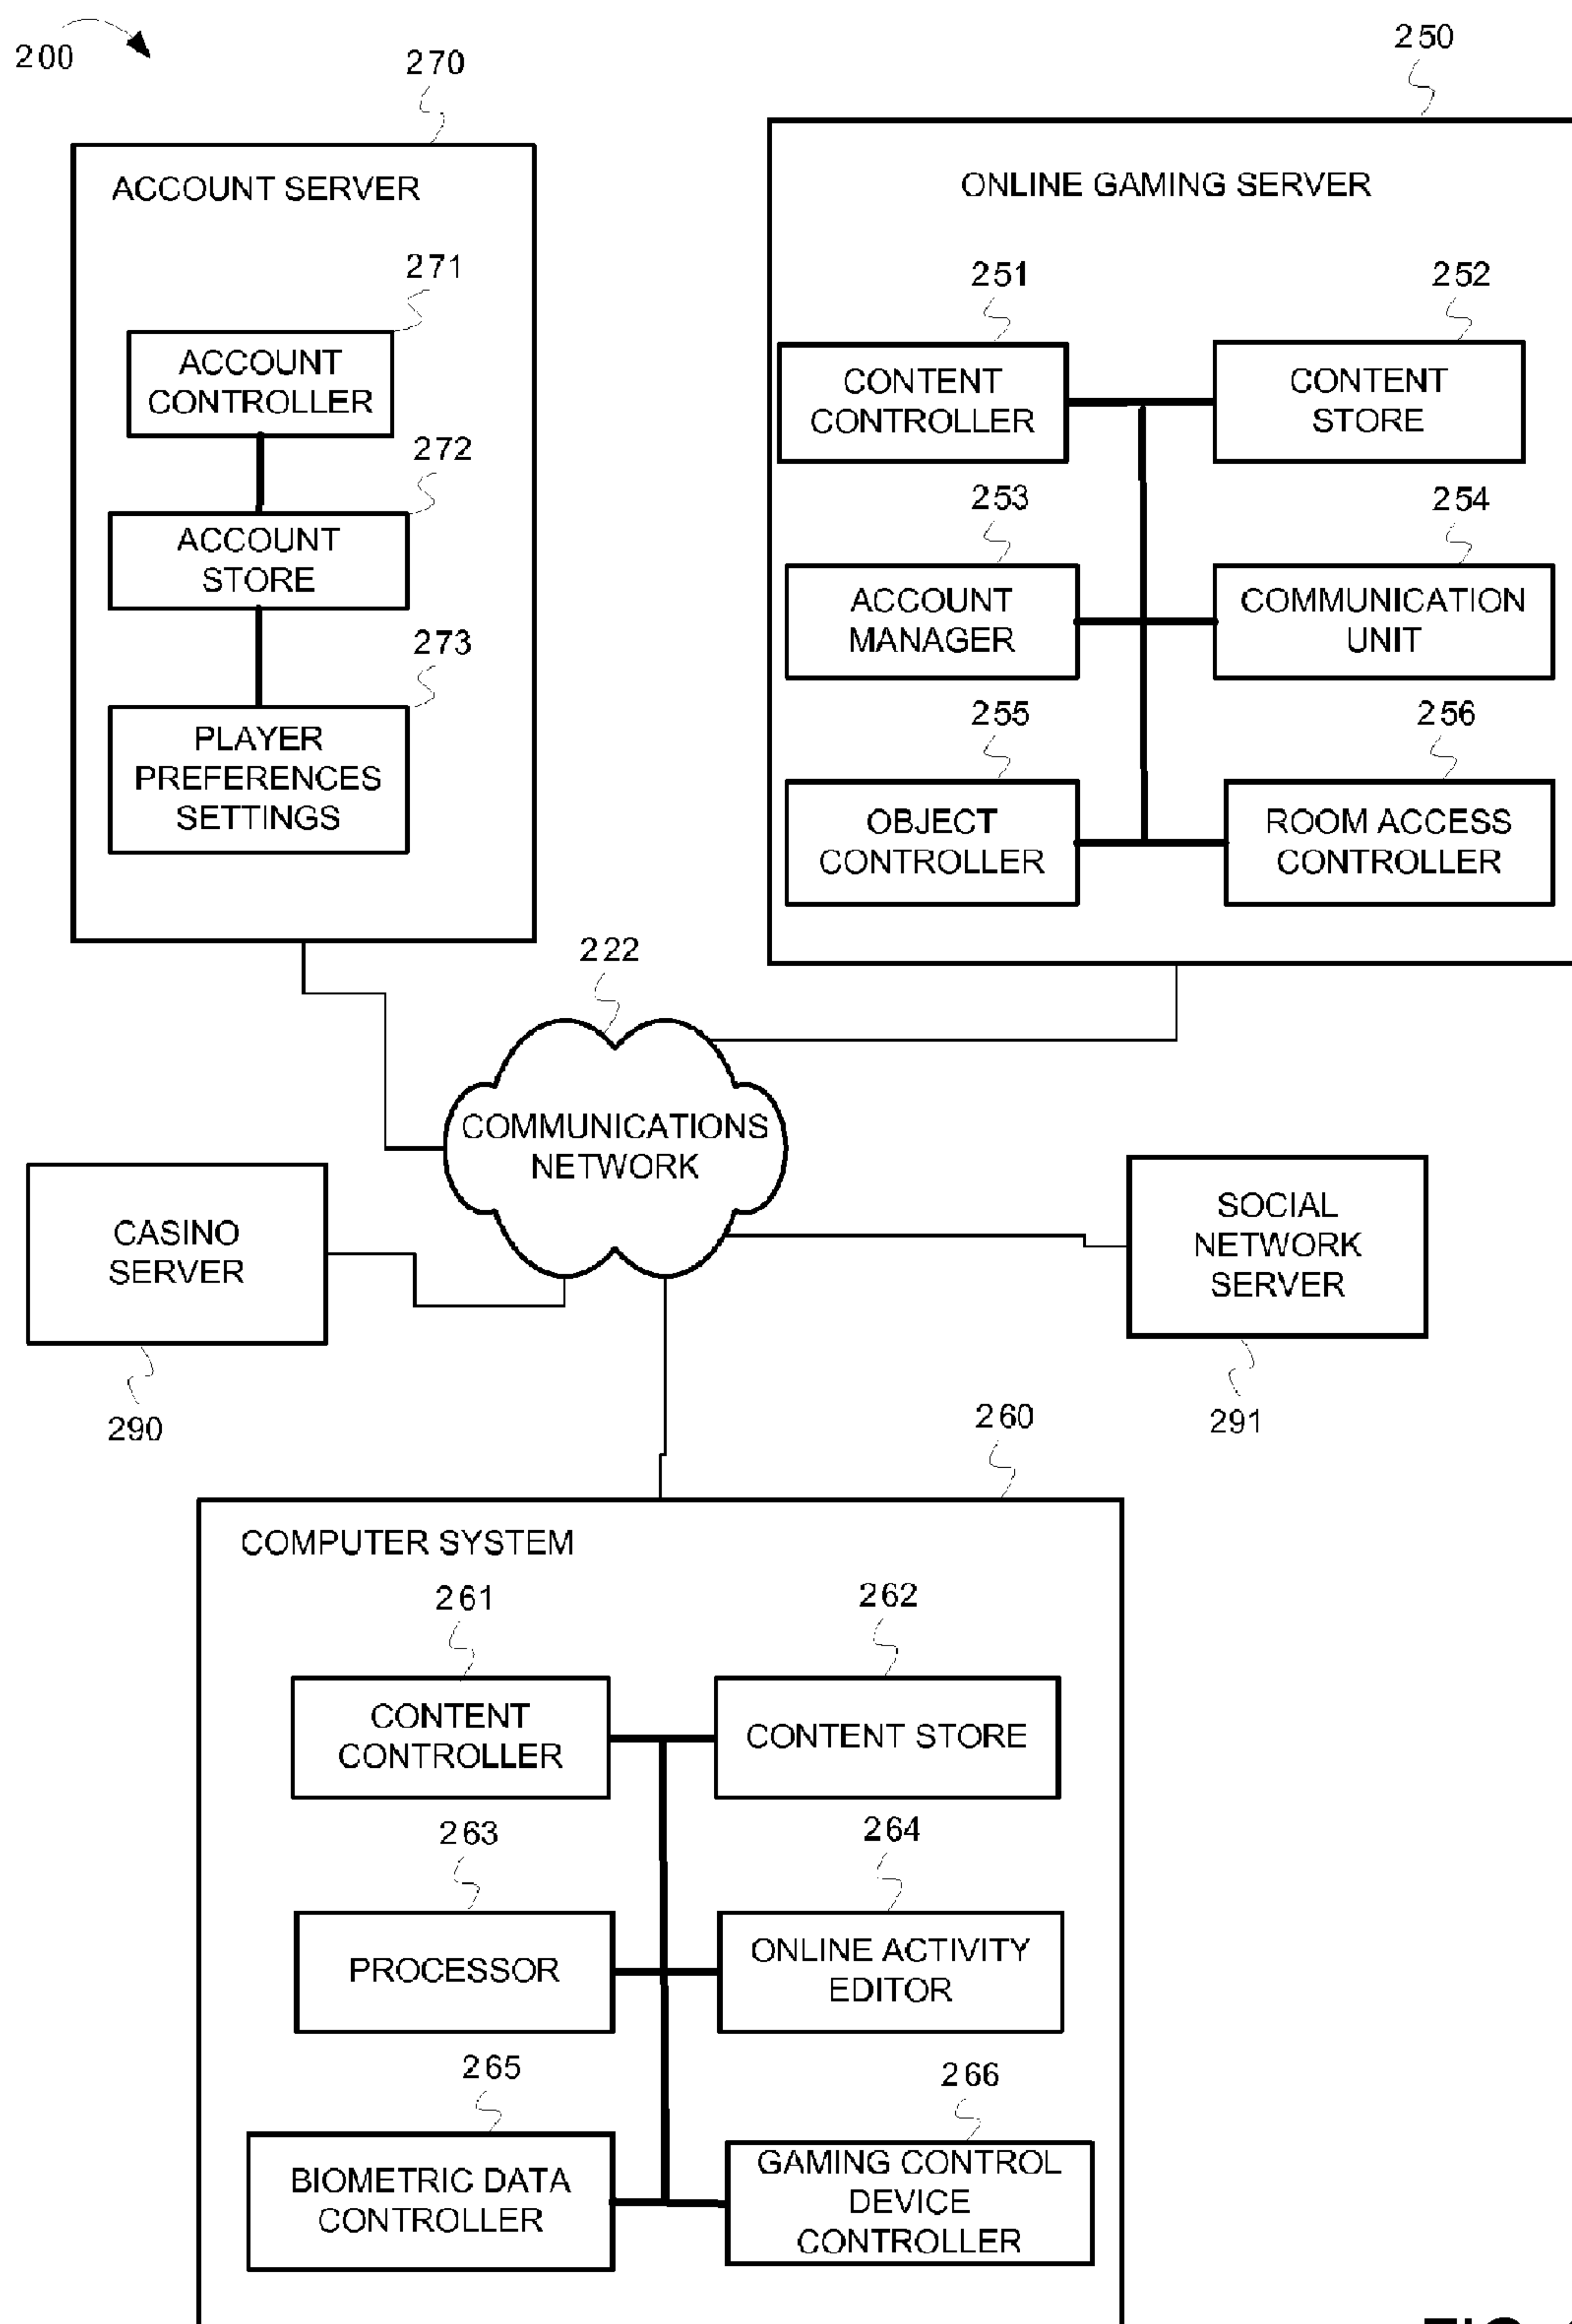 200
270
ACCOUNT SERVER
271
ACCOUNT
CONTROLLER
272
ACCOUNT
STORE
273
PLAYER
PREFERENCES
SETTINGS
250
ONLINE GAMING SERVER
251
CONTENT
CONTROLLER
252
CONTENT
STORE
253
ACCOUNT
MANAGER
254
COMMUNICATION
UNIT
255
OBJECT
CONTROLLER
256
ROOM ACCESS
CONTROLLER
222
COMMUNICATIONS
NETWORK
CASINO
SERVER
290
SOCIAL
NETWORK
SERVER
291
260
COMPUTER SYSTEM
261
CONTENT
CONTROLLER
262
CONTENT STORE
263
PROCESSOR
264
ONLINE ACTIVITY
EDITOR
265
BIOMETRIC DATA
CONTROLLER
266
GAMING CONTROL
DEVICE
CONTROLLER